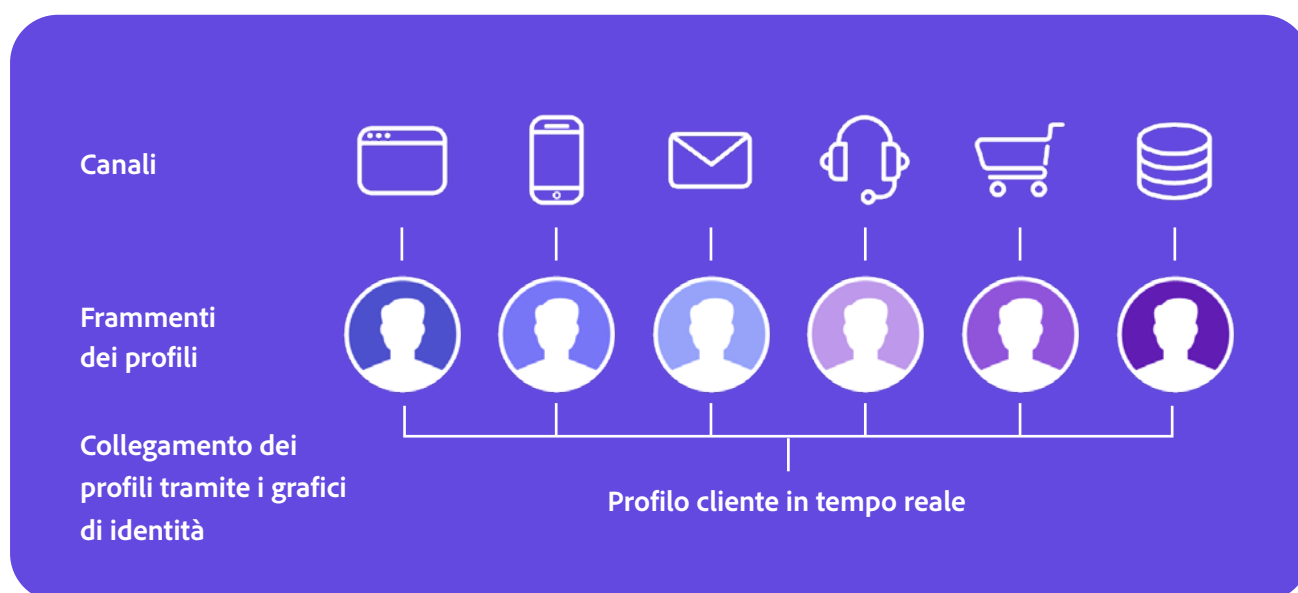 Canali
Frammenti
dei profili
Collegamento dei
profili tramite i grafici
di identità
Profilo cliente in tempo reale